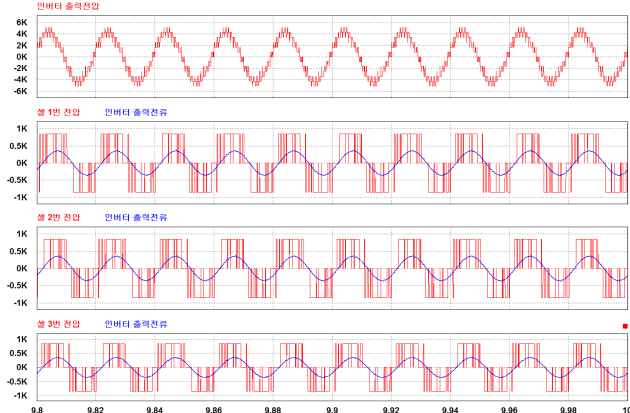 인버터 출력전압
6K
4K
2K
0K
-2K
-4K
-6K
셀 1번 전압 인버터 출력전류
1K
0.5K
0K
-0.5K
-1K
셀 2번 전압 인버터 출력전류
1K
0.5K
0K
-0.5K
-1K
셀 3번 전압 인버터 출력전류
1K
0.5K
0K
-0.5K
-1K
9.8 9.82 9.84 9.86 9.88 9.9 9.92 9.94 9.96 9.98 10